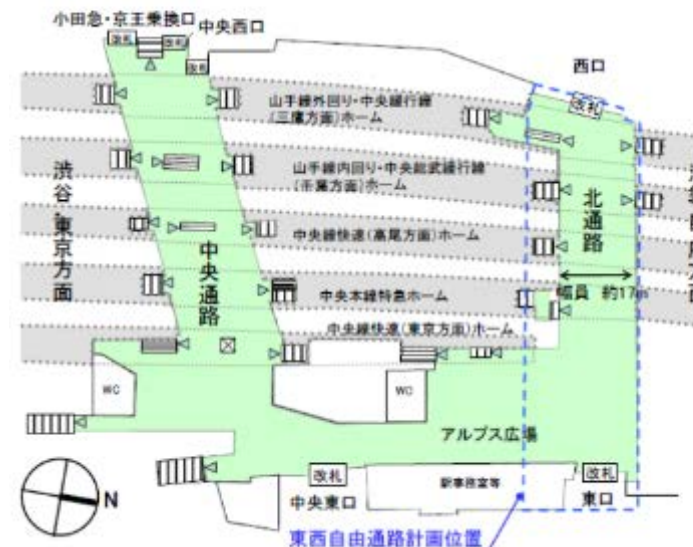 小田急・京王乗換口
改札
改札
中央西口
改札
西口
改札
山手線外回り・中央緩行線
(三鷹方面)ホーム
山手線内回り・中央総武緩行線
(千葉方面)ホーム
渋谷・東京方面
中央通路
中央線快速(高尾方面)ホーム
北通路
幅員 約17m
中央本線特急ホーム
中央線快速(東京方面)ホーム
WC
WC
アルプス広場
改札
中央東口
駅事務室等
改札
東口
N
東西自由通路計画位置